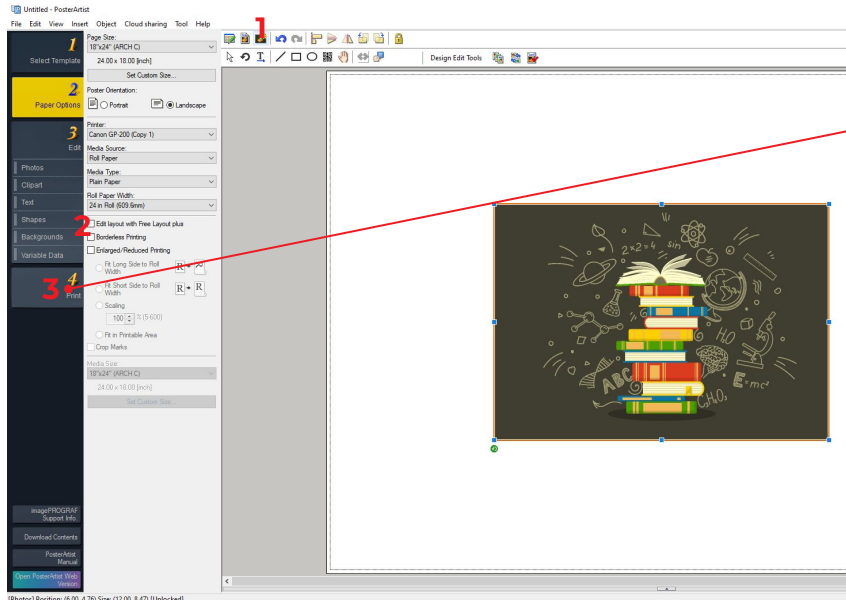 Untitled - PosterArtist
File Edit View Insert Object Cloud sharing Tool Help
1
1
Select Template
2
Paper Options
3
Edit
Photos
Clipart
Text
Shapes
Backgrounds
Variable Data
3
4
Print
imagePROGRAF
Support Info.
Download Contents
PosterArtist
Manual
Open PosterArtist Web
Version
Page Size:
18"x24" (ARCH C)
24.00 x 18.00 [inch]
Set Custom Size...
Poster Orientation:
Portrait Landscape
Printer:
Canon GP-200 (Copy 1)
Media Source:
Roll Paper
Media Type:
Plain Paper
Roll Paper Width:
24 in Roll (609.6mm)
2
Edit layout with Free Layout plus
Borderless Printing
Enlarged/Reduced Printing
Fit Long Side to Roll
Width
R R
Fit Short Side to Roll
Width
R R
Scaling
100 % (5-600)
Fit in Printable Area
Crop Marks
Media Size
18"x24" (ARCH C)
24.00 x 18.00 [inch]
Set Custom Size...
Design Edit Tools
2×2=4 sin
H₂O
ABC
E=mc²
C₂H₆O₃
[Photos] Position: (6.00, 4.76) Size: (12.00, 8.47) [Unlocked]